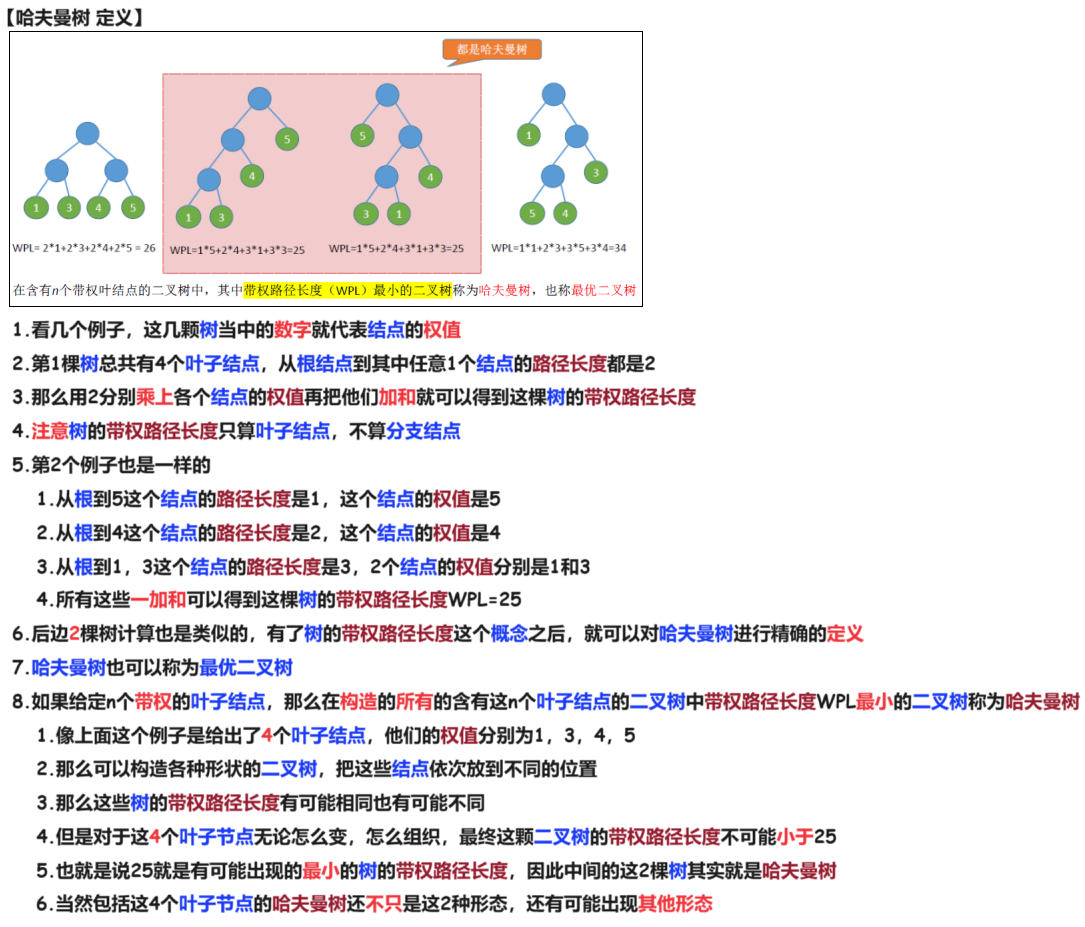 【哈夫曼树 定义】
都是哈夫曼树
5
5
1
4
4
3
1
3
4
5
1
3
3
1
5
4
WPL= 2*1+2*3+2*4+2*5 = 26
WPL=1*5+2*4+3*1+3*3=25
WPL=1*5+2*4+3*1+3*3=25
WPL=1*1+2*3+3*5+3*4=34
在含有n个带权叶结点的二叉树中，其中带权路径长度（WPL）最小的二叉树称为哈夫曼树，也称最优二叉树
1.看几个例子，这几颗树当中的数字就代表结点的权值
2.第1棵树总共有4个叶子结点，从根结点到其中任意1个结点的路径长度都是2
3.那么用2分别乘上各个结点的权值再把他们加和就可以得到这棵树的带权路径长度
4.注意树的带权路径长度只算叶子结点，不算分支结点
5.第2个例子也是一样的
1.从根到5这个结点的路径长度是1，这个结点的权值是5
2.从根到4这个结点的路径长度是2，这个结点的权值是4
3.从根到1，3这个结点的路径长度是3，2个结点的权值分别是1和3
4.所有这些一加和可以得到这棵树的带权路径长度WPL=25
6.后边2棵树计算也是类似的，有了树的带权路径长度这个概念之后，就可以对哈夫曼树进行精确的定义
7.哈夫曼树也可以称为最优二叉树
8.如果给定n个带权的叶子结点，那么在构造的所有的含有这n个叶子结点的二叉树中带权路径长度WPL最小的二叉树称为哈夫曼树
1.像上面这个例子是给出了4个叶子结点，他们的权值分别为1，3，4，5
2.那么可以构造各种形状的二叉树，把这些结点依次放到不同的位置
3.那么这些树的带权路径长度有可能相同也有可能不同
4.但是对于这4个叶子节点无论怎么变，怎么组织，最终这颗二叉树的带权路径长度不可能小于25
5.也就是说25就是有可能出现的最小的树的带权路径长度，因此中间的这2棵树其实就是哈夫曼树
6.当然包括这4个叶子节点的哈夫曼树还不只是这2种形态，还有可能出现其他形态